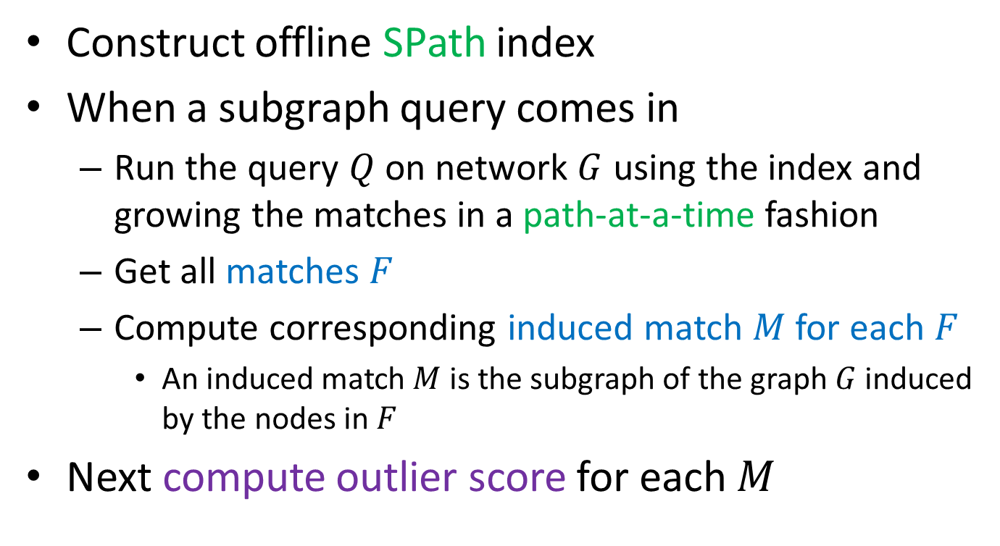 • Construct offline SPath index
• When a subgraph query comes in
– Run the query Q on network G using the index and
growing the matches in a path-at-a-time fashion
– Get all matches F
– Compute corresponding induced match M for each F
• An induced match M is the subgraph of the graph G induced
by the nodes in F
• Next compute outlier score for each M